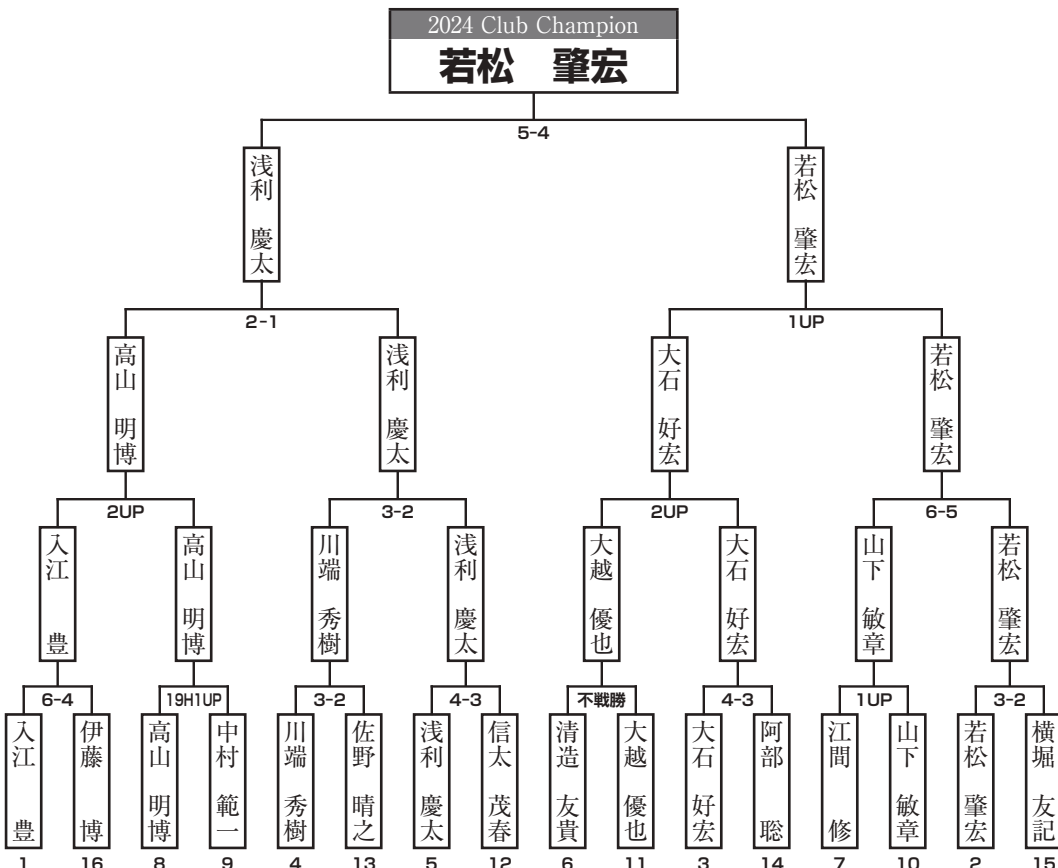 2024 Club Champion
若松　肇宏
5-4
浅利　慶太
若松　肇宏
2-1
1UP
高山　明博
浅利　慶太
大石　好宏
若松　肇宏
2UP
3-2
2UP
6-5
入江　豊
高山　明博
川端　秀樹
浅利　慶太
大越　優也
大石　好宏
山下　敏章
若松　肇宏
6-4
19H1UP
3-2
4-3
不戦勝
4-3
1UP
3-2
入江　豊
伊藤　博
高山　明博
中村　範一
川端　秀樹
佐野　晴之
浅利　慶太
信太　茂春
清造　友貴
大越　優也
大石　好宏
阿部　聡
江間　修
山下　敏章
若松　肇宏
横堀　友記
1 16 8 9 4 13 5 12 6 11 3 14 7 10 2 15